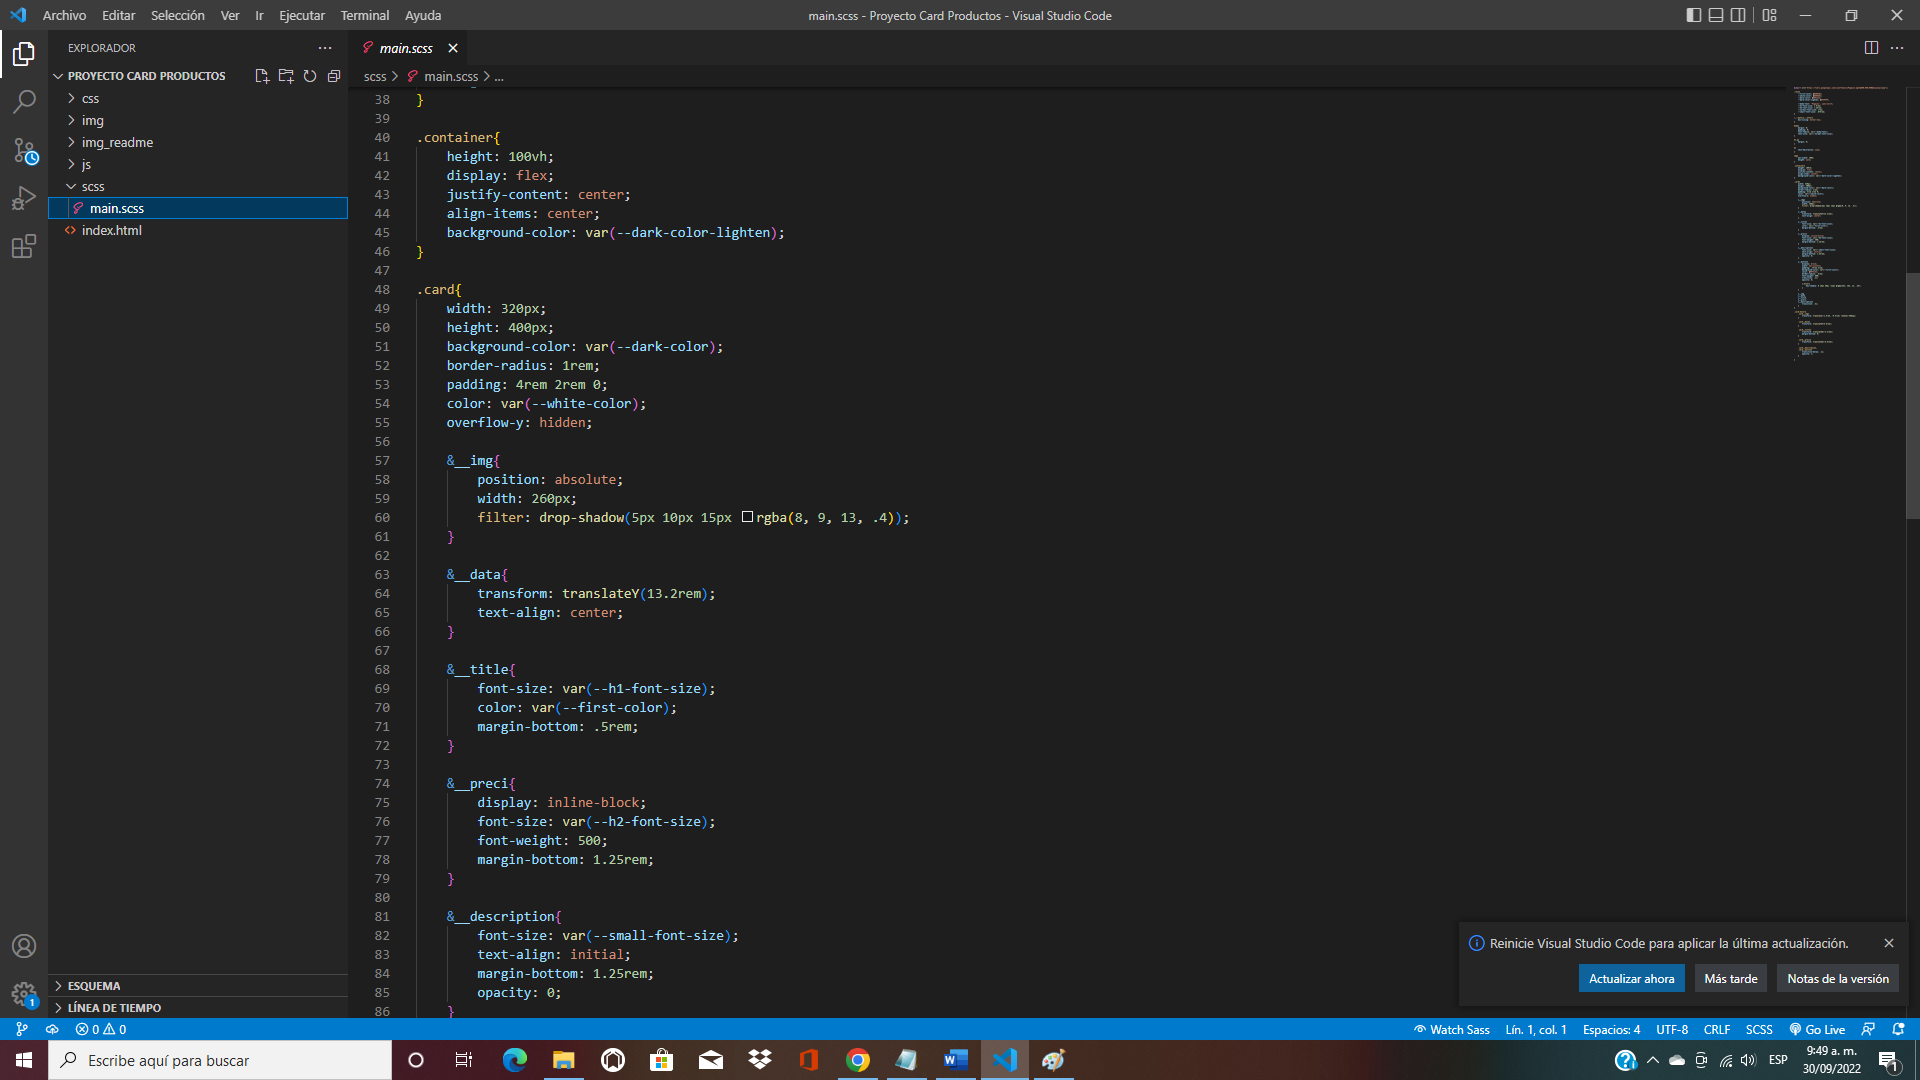 Archivo Editar Selección Ver Ir Ejecutar Terminal Ayuda
main.scss - Proyecto Card Productos - Visual Studio Code
EXPLORADOR
PROYECTO CARD PRODUCTOS
css
img
img_readme
js
scss
main.scss
index.html
ESQUEMA
LÍNEA DE TIEMPO
main.scss
scss > main.scss > ...
38 }
39
40 .container{
41 height: 100vh;
42 display: flex;
43 justify-content: center;
44 align-items: center;
45 background-color: var(--dark-color-lighten);
46 }
47
48 .card{
49 width: 320px;
50 height: 400px;
51 background-color: var(--dark-color);
52 border-radius: 1rem;
53 padding: 4rem 2rem 0;
54 color: var(--white-color);
55 overflow-y: hidden;
56
57 &__img{
58 position: absolute;
59 width: 260px;
60 filter: drop-shadow(5px 10px 15px rgba(8, 9, 13, .4));
61 }
62
63 &__data{
64 transform: translateY(13.2rem);
65 text-align: center;
66 }
67
68 &__title{
69 font-size: var(--h1-font-size);
70 color: var(--first-color);
71 margin-bottom: .5rem;
72 }
73
74 &__preci{
75 display: inline-block;
76 font-size: var(--h2-font-size);
77 font-weight: 500;
78 margin-bottom: 1.25rem;
79 }
80
81 &__description{
82 font-size: var(--small-font-size);
83 text-align: initial;
84 margin-bottom: 1.25rem;
85 opacity: 0;
86 }
Reinicie Visual Studio Code para aplicar la última actualización.
Actualizar ahora Más tarde Notas de la versión
1
0 0
Watch Sass Lín. 1, col. 1 Espacios: 4 UTF-8 CRLF SCSS Go Live
Escribe aquí para buscar
ESP
9:49 a. m.
30/09/2022
1